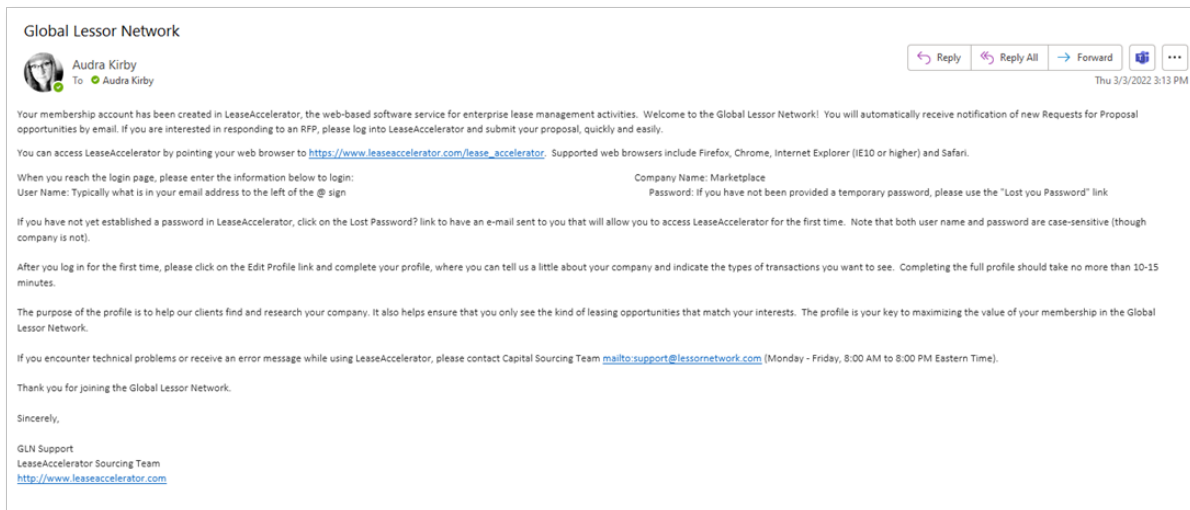 Global Lessor Network
Audra Kirby
To Audra Kirby
Reply Reply All Forward
Thu 3/3/2022 3:13 PM
Your membership account has been created in LeaseAccelerator, the web-based software service for enterprise lease management activities. Welcome to the Global Lessor Network! You will automatically receive notification of new Requests for Proposal
opportunities by email. If you are interested in responding to an RFP, please log into LeaseAccelerator and submit your proposal, quickly and easily.
You can access LeaseAccelerator by pointing your web browser to https://www.leaseaccelerator.com/lease_accelerator. Supported web browsers include Firefox, Chrome, Internet Explorer (IE10 or higher) and Safari.
When you reach the login page, please enter the information below to login: Company Name: Marketplace
User Name: Typically what is in your email address to the left of the @ sign Password: If you have not been provided a temporary password, please use the "Lost you Password" link
If you have not yet established a password in LeaseAccelerator, click on the Lost Password? link to have an e-mail sent to you that will allow you to access LeaseAccelerator for the first time. Note that both user name and password are case-sensitive (though
company is not).
After you log in for the first time, please click on the Edit Profile link and complete your profile, where you can tell us a little about your company and indicate the types of transactions you want to see. Completing the full profile should take no more than 10-15
minutes.
The purpose of the profile is to help our clients find and research your company. It also helps ensure that you only see the kind of leasing opportunities that match your interests. The profile is your key to maximizing the value of your membership in the Global
Lessor Network.
If you encounter technical problems or receive an error message while using LeaseAccelerator, please contact Capital Sourcing Team mailto:support@lessornetwork.com (Monday - Friday, 8:00 AM to 8:00 PM Eastern Time).
Thank you for joining the Global Lessor Network.
Sincerely,
GLN Support
LeaseAccelerator Sourcing Team
http://www.leaseaccelerator.com